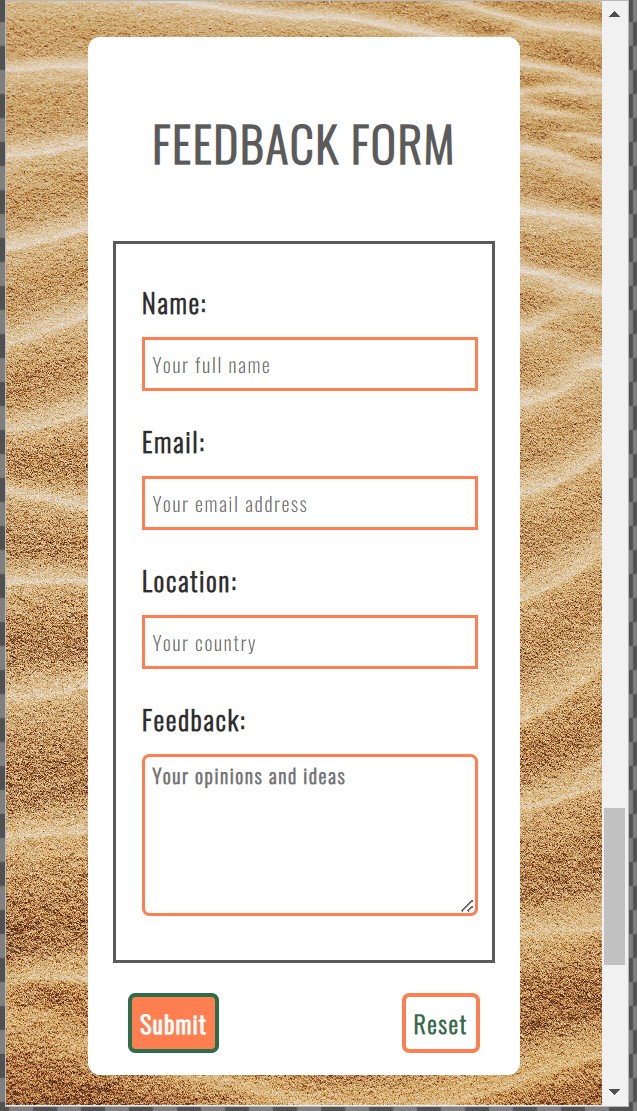 FEEDBACK FORM
Name:
Your full name
Email:
Your email address
Location:
Your country
Feedback:
Your opinions and ideas
Submit
Reset